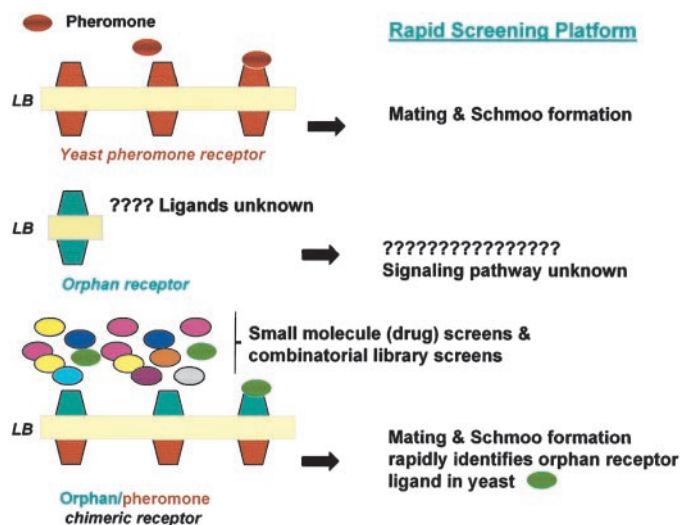 Pheromone
Rapid Screening Platform
LB
Mating & Schmoo formation
Yeast pheromone receptor
???? Ligands unknown
LB
????????????????
Signaling pathway unknown
Orphan receptor
Small molecule (drug) screens &
combinatorial library screens
LB
Mating & Schmoo formation
rapidly identifies orphan receptor
ligand in yeast
Orphan/pheromone
chimeric receptor